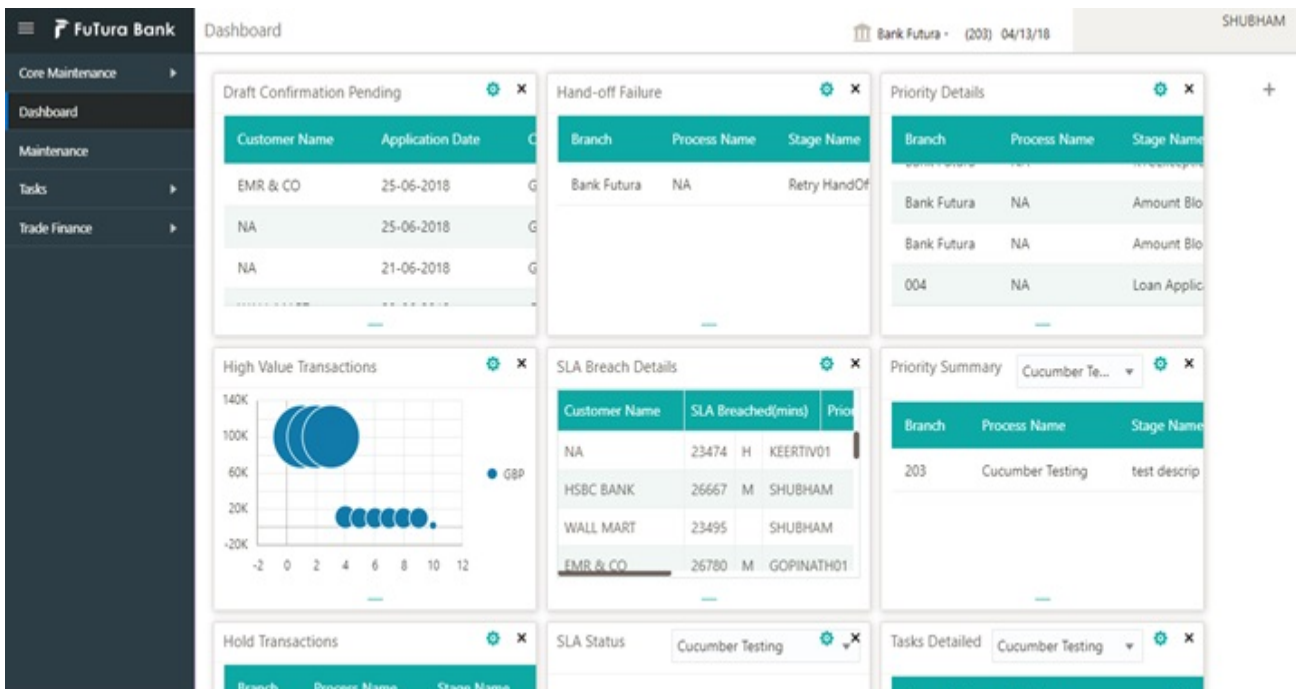 FuTura Bank
Dashboard
Bank Futura - (203) 04/13/18
SHUBHAM
Core Maintenance
Dashboard
Maintenance
Tasks
Trade Finance
Draft Confirmation Pending
Customer Name Application Date C
EMR & CO 25-06-2018 G
NA 25-06-2018 G
NA 21-06-2018 G
Hand-off Failure
Branch Process Name Stage Name
Bank Futura NA Retry HandOf
Priority Details
Branch Process Name Stage Name
Bank Futura NA Amount Blo
Bank Futura NA Amount Blo
004 NA Loan Applic
High Value Transactions
140K
100K
60K
20K
-20K
-2 0 2 4 6 8 10 12
GBP
SLA Breach Details
Customer Name SLA Breached(mins) Prior
NA 23474 H KEERTIV01
HSBC BANK 26667 M SHUBHAM
WALL MART 23495 SHUBHAM
EMR & CO 26780 M GOPINATH01
Priority Summary Cucumber Te...
Branch Process Name Stage Name
203 Cucumber Testing test descrip
Hold Transactions
Branch Process Name Stage Name
SLA Status Cucumber Testing
Tasks Detailed Cucumber Testing